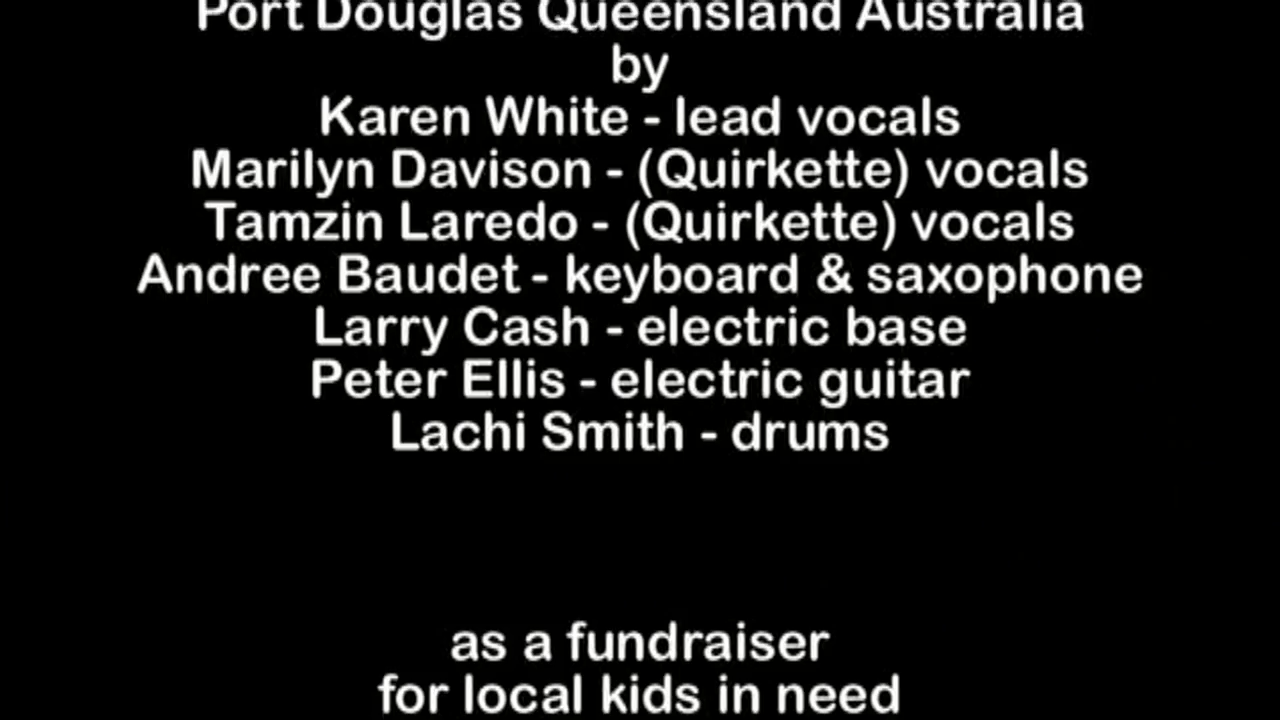 Port Douglas Queensland Australia
by
Karen White - lead vocals
Marilyn Davison - (Quirkette) vocals
Tamzin Laredo - (Quirkette) vocals
Andree Baudet - keyboard & saxophone
Larry Cash - electric base
Peter Ellis - electric guitar
Lachi Smith - drums
as a fundraiser
for local kids in need